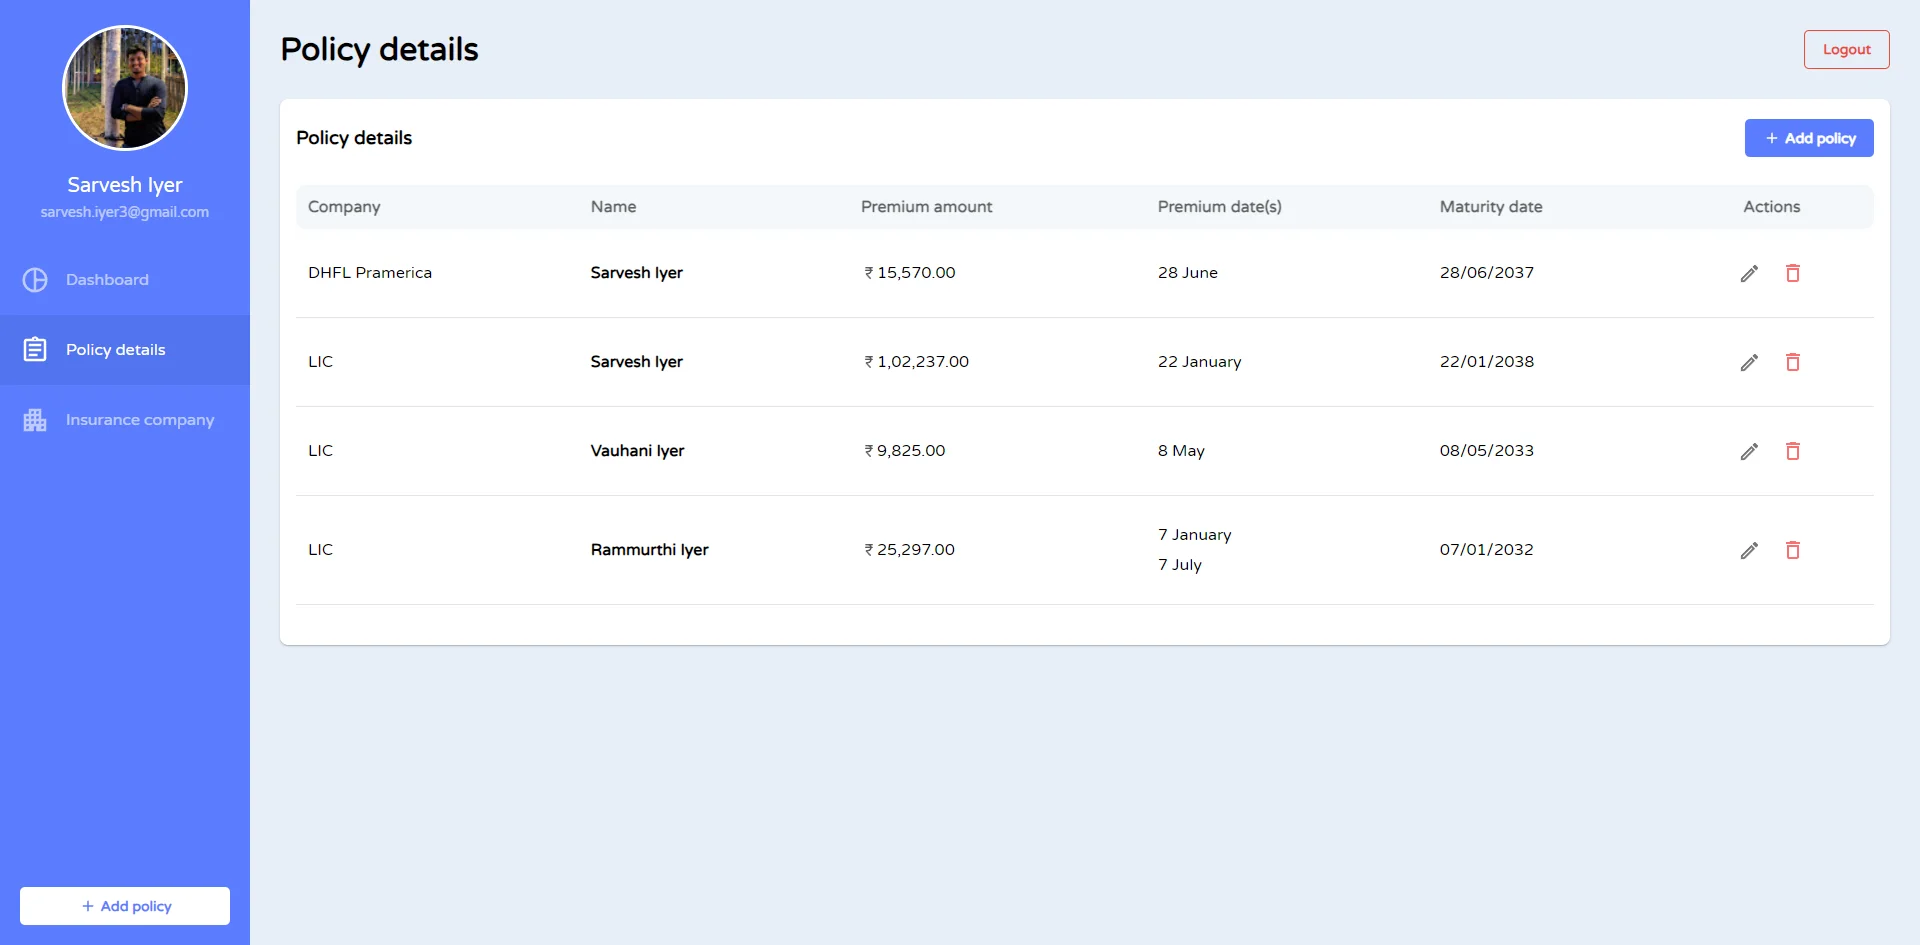 Sarvesh Iyer
sarvesh.iyer3@gmail.com
Dashboard
Policy details
Insurance company
+ Add policy
Policy details
Logout
Policy details
+ Add policy
Company Name Premium amount Premium date(s) Maturity date Actions
DHFL Pramerica Sarvesh Iyer ₹ 15,570.00 28 June 28/06/2037
LIC Sarvesh Iyer ₹ 1,02,237.00 22 January 22/01/2038
LIC Vauhani Iyer ₹ 9,825.00 8 May 08/05/2033
LIC Rammurthi Iyer ₹ 25,297.00 7 January 07/01/2032
7 July